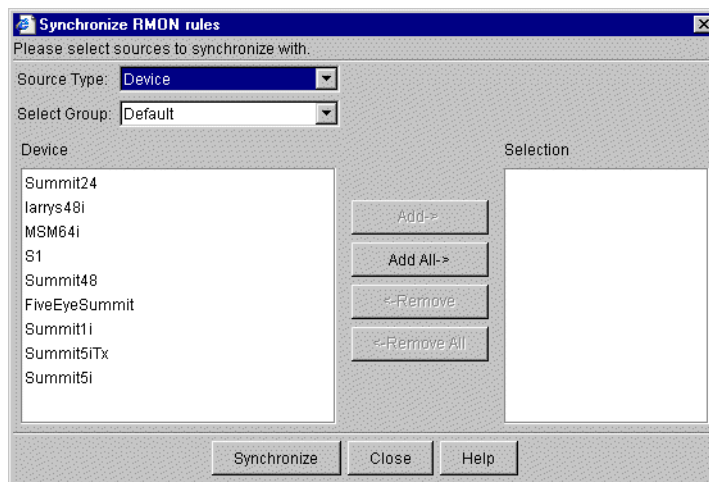 Synchronize RMON rules
Please select sources to synchronize with.
Source Type: Device
Select Group: Default
Device
Selection
Summit24
larrys48i
MSM64i
S1
Summit48
FiveEyeSummit
Summit1i
Summit5iTx
Summit5i
Add->
Add All->
<-Remove
<-Remove All
Synchronize
Close
Help